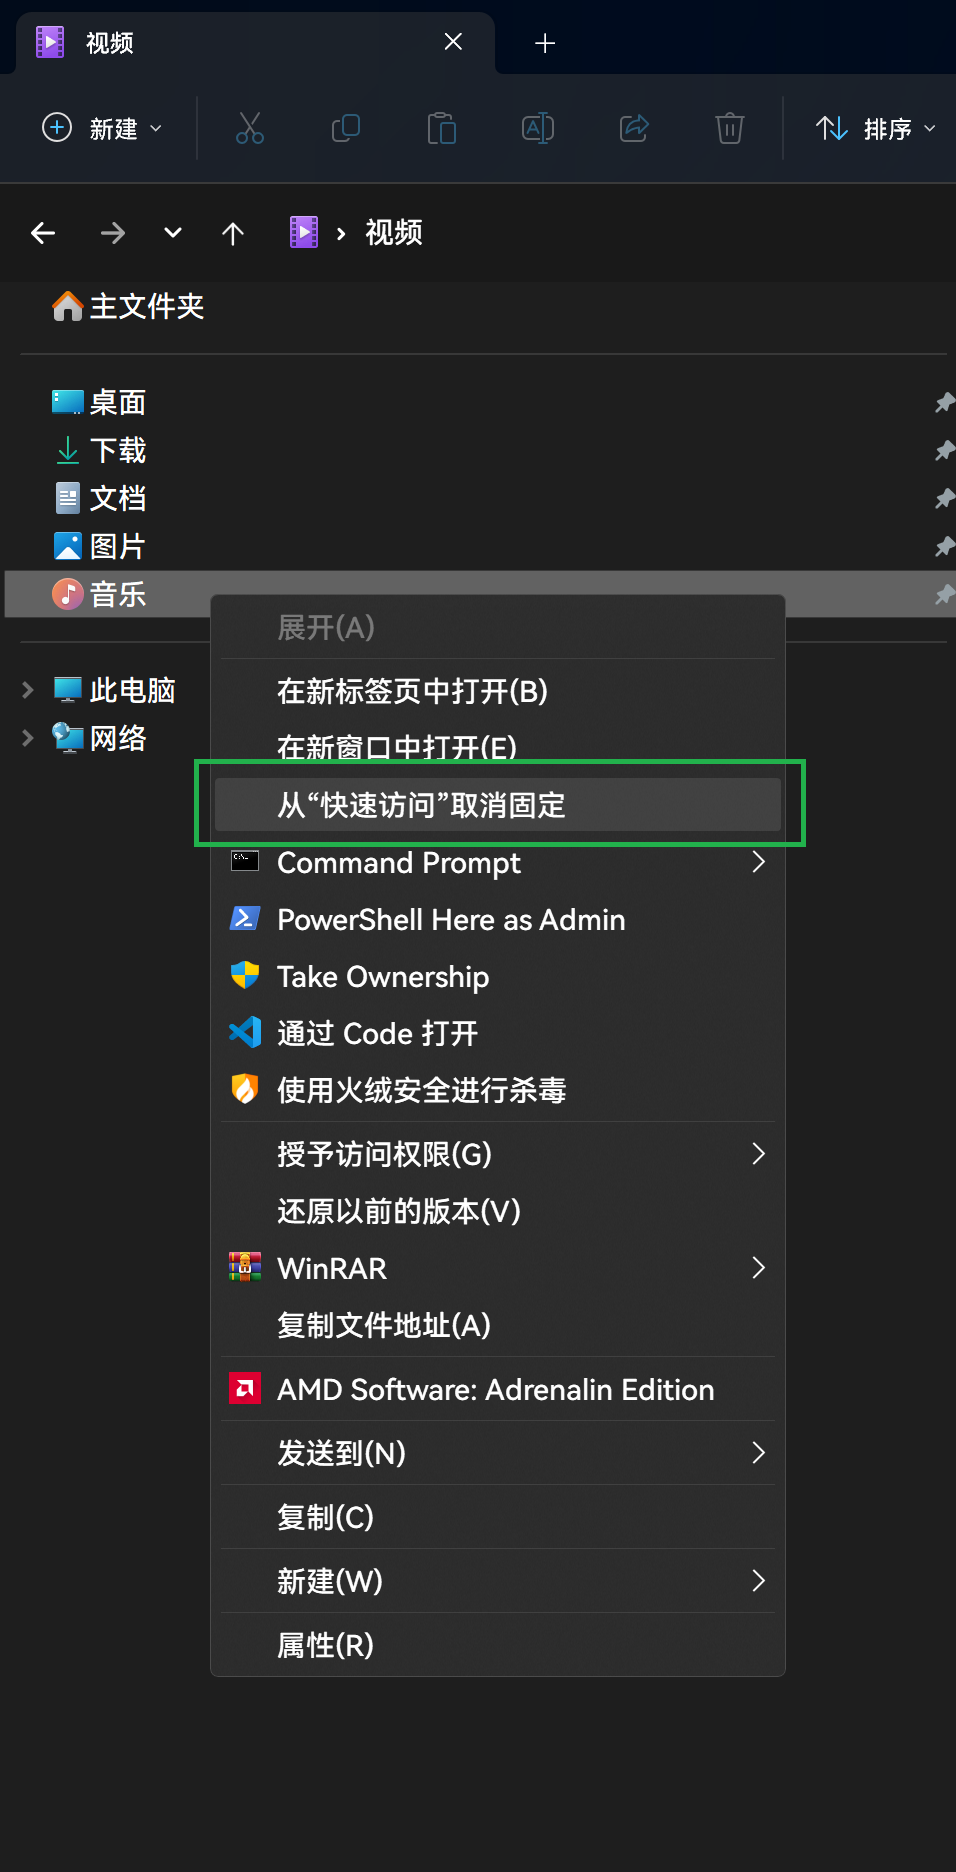 视频
新建
排序
视频
主文件夹
桌面
下载
文档
图片
音乐
此电脑
网络
展开(A)
在新标签页中打开(B)
在新窗口中打开(E)
从“快速访问”取消固定
Command Prompt
PowerShell Here as Admin
Take Ownership
通过 Code 打开
使用火绒安全进行杀毒
授予访问权限(G)
还原以前的版本(V)
WinRAR
复制文件地址(A)
AMD Software: Adrenalin Edition
发送到(N)
复制(C)
新建(W)
属性(R)